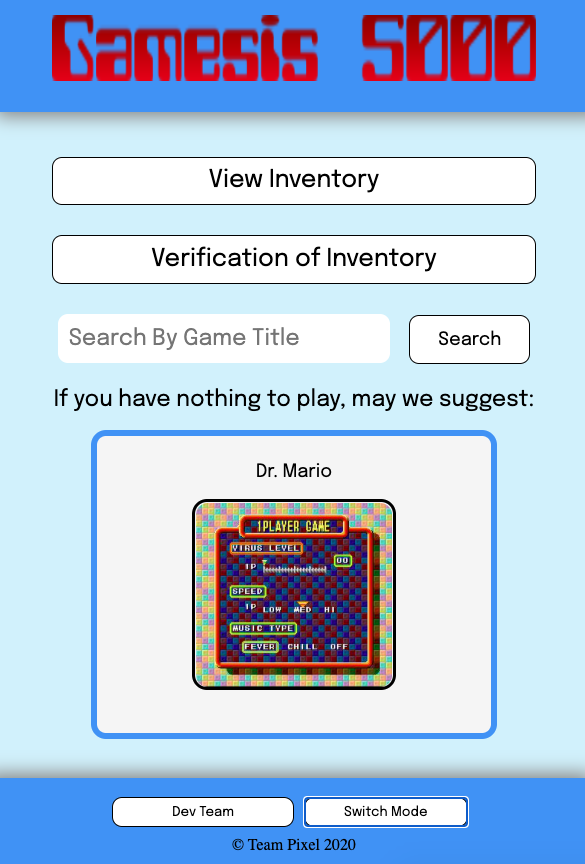 Gamesis 5000
View Inventory
Verification of Inventory
Search By Game Title
Search
If you have nothing to play, may we suggest:
Dr. Mario
1PLAYER GAME
VIRUS LEVEL
1P
00
SPEED
1P LOW MED HI
MUSIC TYPE
FEVER CHILL OFF
Dev Team
Switch Mode
© Team Pixel 2020